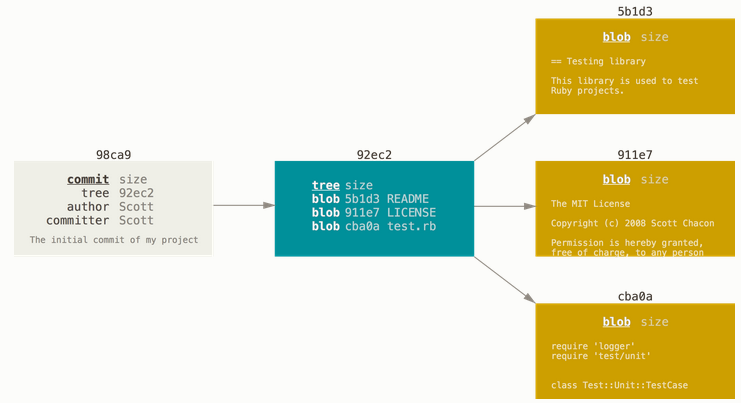 98ca9
commit size
tree 92ec2
author Scott
committer Scott
The initial commit of my project
92ec2
tree size
blob 5b1d3 README
blob 911e7 LICENSE
blob cba0a test.rb
5b1d3
blob size
== Testing library
This library is used to test
Ruby projects.
911e7
blob size
The MIT License
Copyright (c) 2008 Scott Chacon
Permission is hereby granted,
free of charge, to any person
cba0a
blob size
require 'logger'
require 'test/unit'
class Test::Unit::TestCase